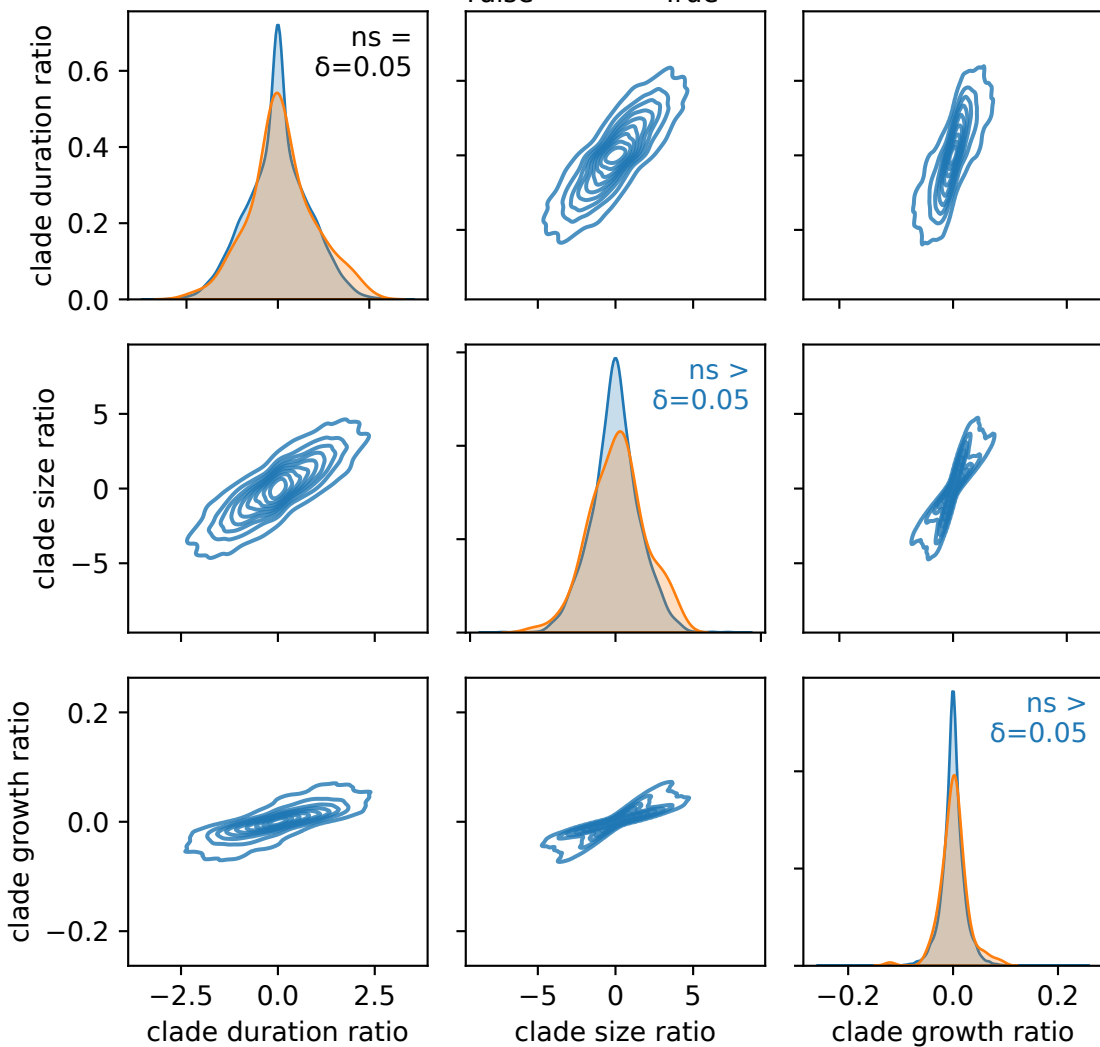 clade duration ratio
0.6
0.4
0.2
0.0
ns =
δ=0.05
clade size ratio
5
0
−5
ns >
δ=0.05
clade growth ratio
0.2
0.0
−0.2
ns >
δ=0.05
−2.5 0.0 2.5
−5 0 5
−0.2 0.0 0.2
clade duration ratio
clade size ratio
clade growth ratio